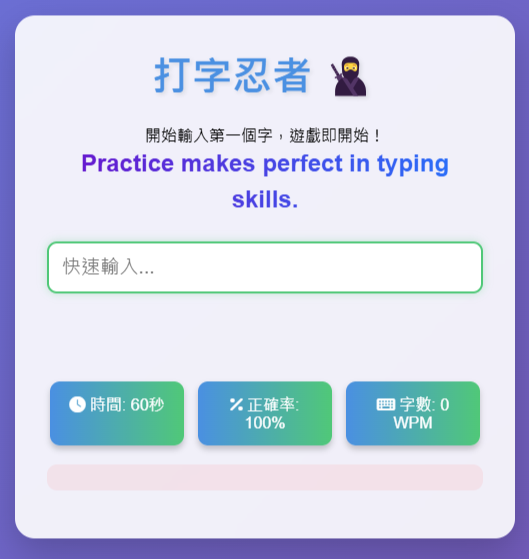 打字忍者
開始輸入第一個字，遊戲即開始！
Practice makes perfect in typing
skills.
快速輸入...
時間: 60秒
正確率:
100%
字數: 0
WPM